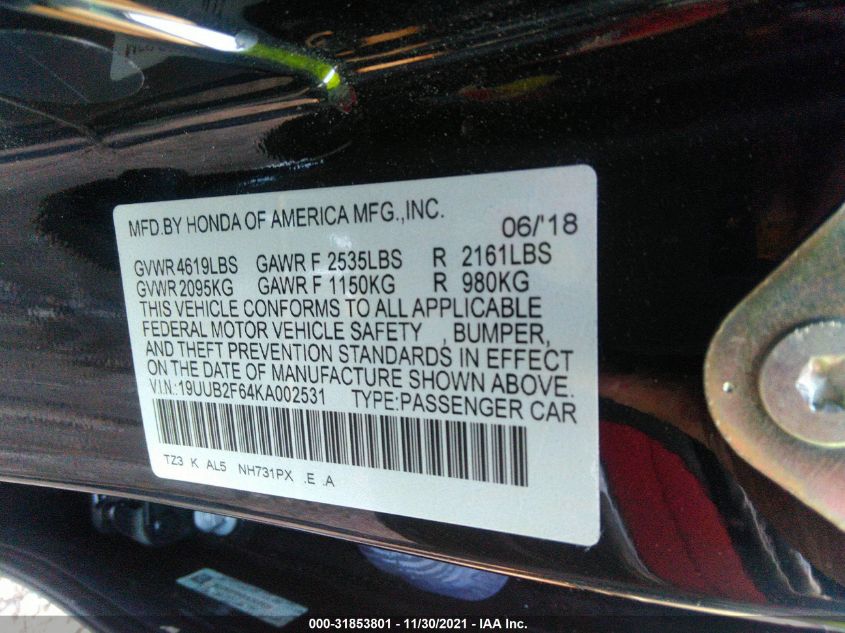 MFD.BY HONDA OF AMERICA MFG.,INC. 06/'18
GVWR 4619LBS GAWR F 2535LBS R 2161LBS
GVWR 2095KG GAWR F 1150KG R 980KG
THIS VEHICLE CONFORMS TO ALL APPLICABLE
FEDERAL MOTOR VEHICLE SAFETY , BUMPER,
AND THEFT PREVENTION STANDARDS IN EFFECT
ON THE DATE OF MANUFACTURE SHOWN ABOVE.
V.I.N.:19UUB2F64KA002531 TYPE:PASSENGER CAR
TZ3 K AL5 NH731PX .E .A
000-31853801 - 11/30/2021 - IAA Inc.